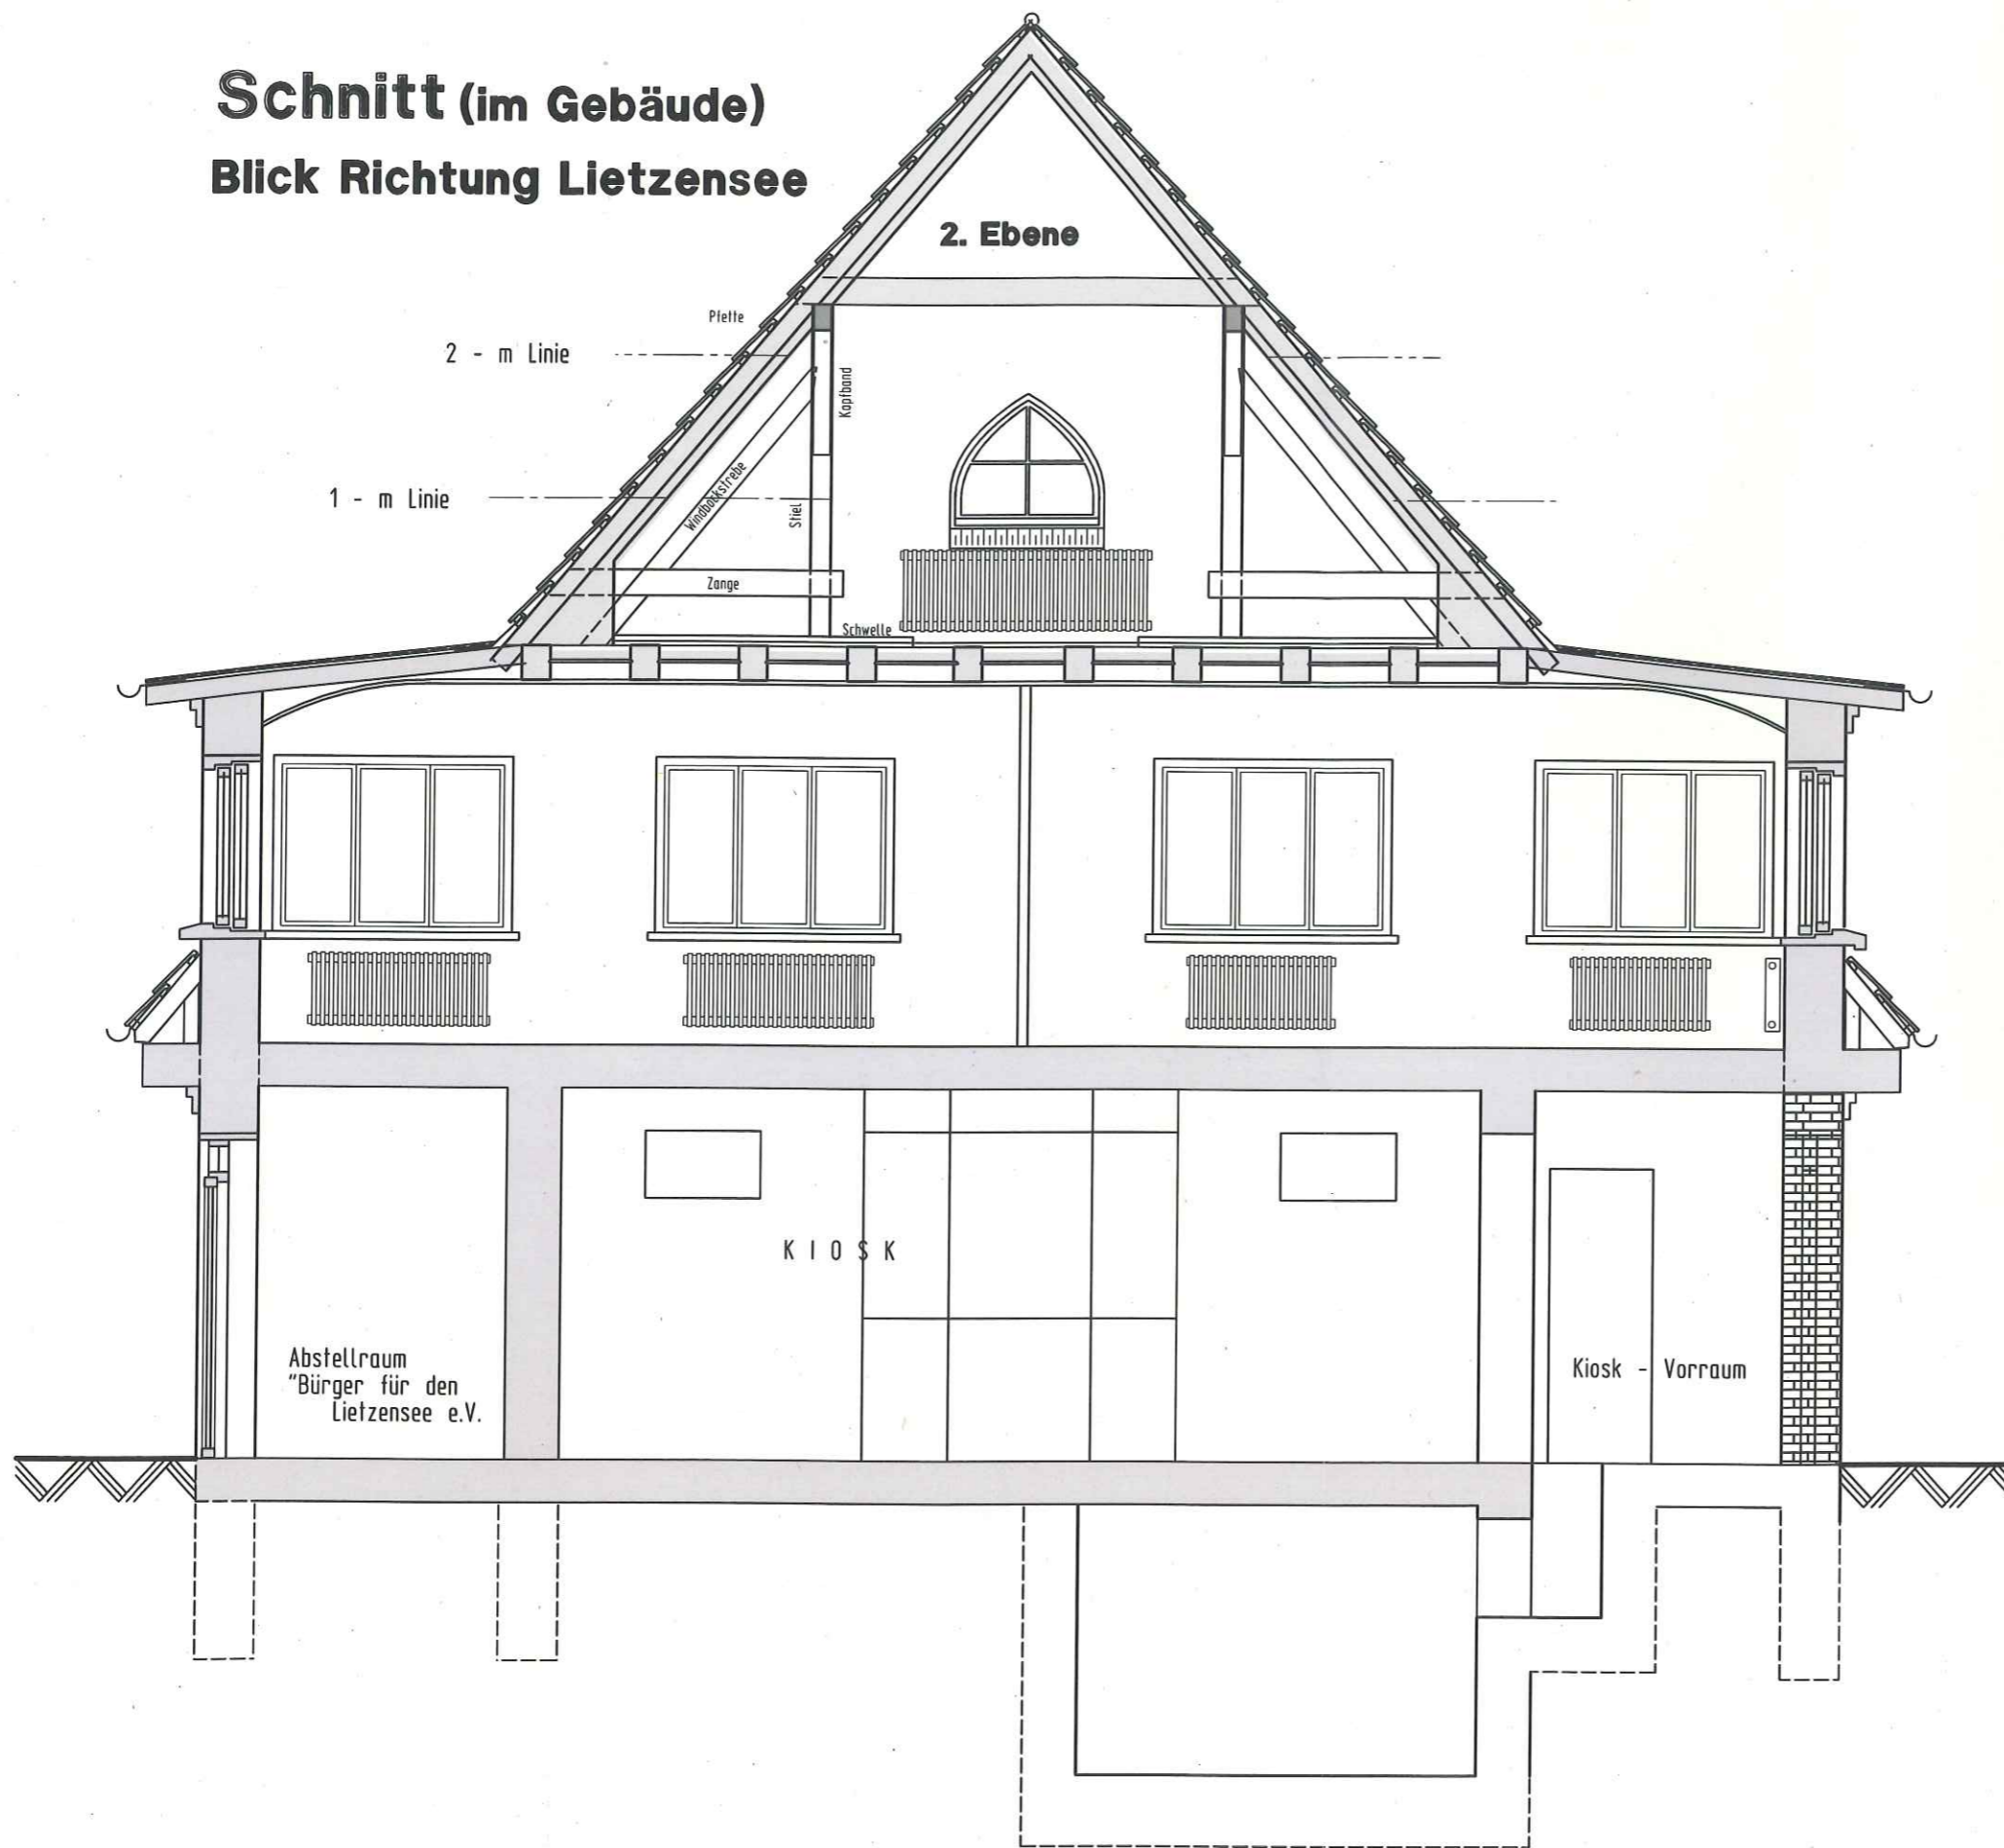 Schnitt (im Gebäude)
Blick Richtung Lietzensee
2. Ebene
Pfette
2 - m Linie
Kopfband
1 - m Linie
Windbockstrebe
Stiel
Zange
Schwelle
KIOSK
Abstellraum
"Bürger für den
Lietzensee e.V.
Kiosk - Vorraum